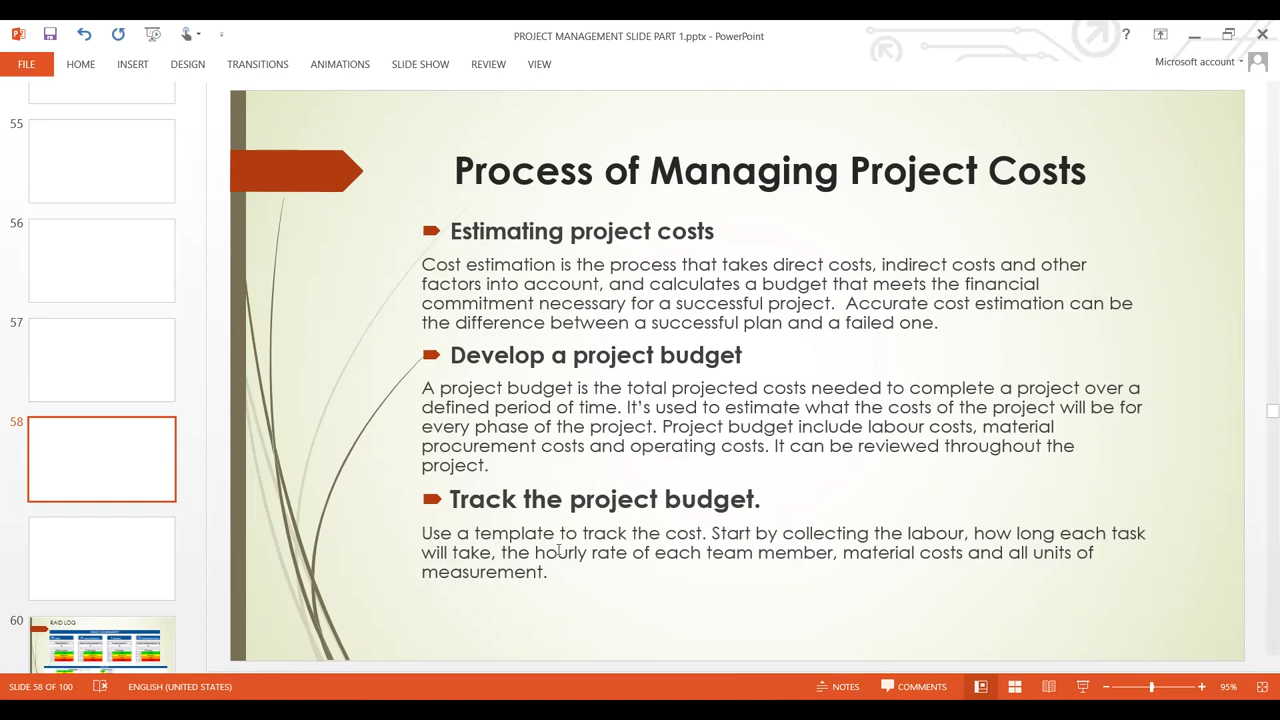 PROJECT MANAGEMENT SLIDE PART 1.pptx - PowerPoint
?
FILE HOME INSERT DESIGN TRANSITIONS ANIMATIONS SLIDE SHOW REVIEW VIEW
Microsoft account
55
56
57
58
60
RAID LOG
Process of Managing Project Costs
Estimating project costs
Cost estimation is the process that takes direct costs, indirect costs and other
factors into account, and calculates a budget that meets the financial
commitment necessary for a successful project. Accurate cost estimation can be
the difference between a successful plan and a failed one.
Develop a project budget
A project budget is the total projected costs needed to complete a project over a
defined period of time. It’s used to estimate what the costs of the project will be for
every phase of the project. Project budget include labour costs, material
procurement costs and operating costs. It can be reviewed throughout the
project.
Track the project budget.
Use a template to track the cost. Start by collecting the labour, how long each task
will take, the hourly rate of each team member, material costs and all units of
measurement.
SLIDE 58 OF 100 ENGLISH (UNITED STATES) NOTES COMMENTS 95%